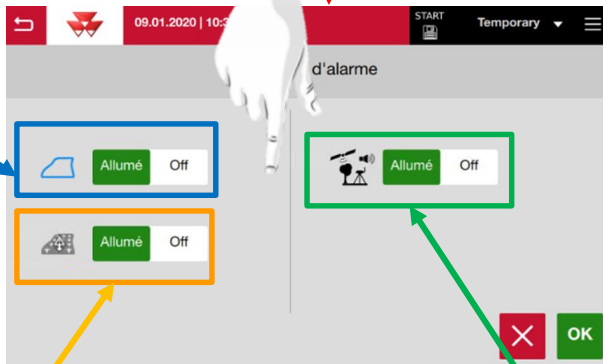 09.01.2020 | 10:3
START
Temporary
d'alarme
Allumé Off
Allumé Off
Allumé Off
OK